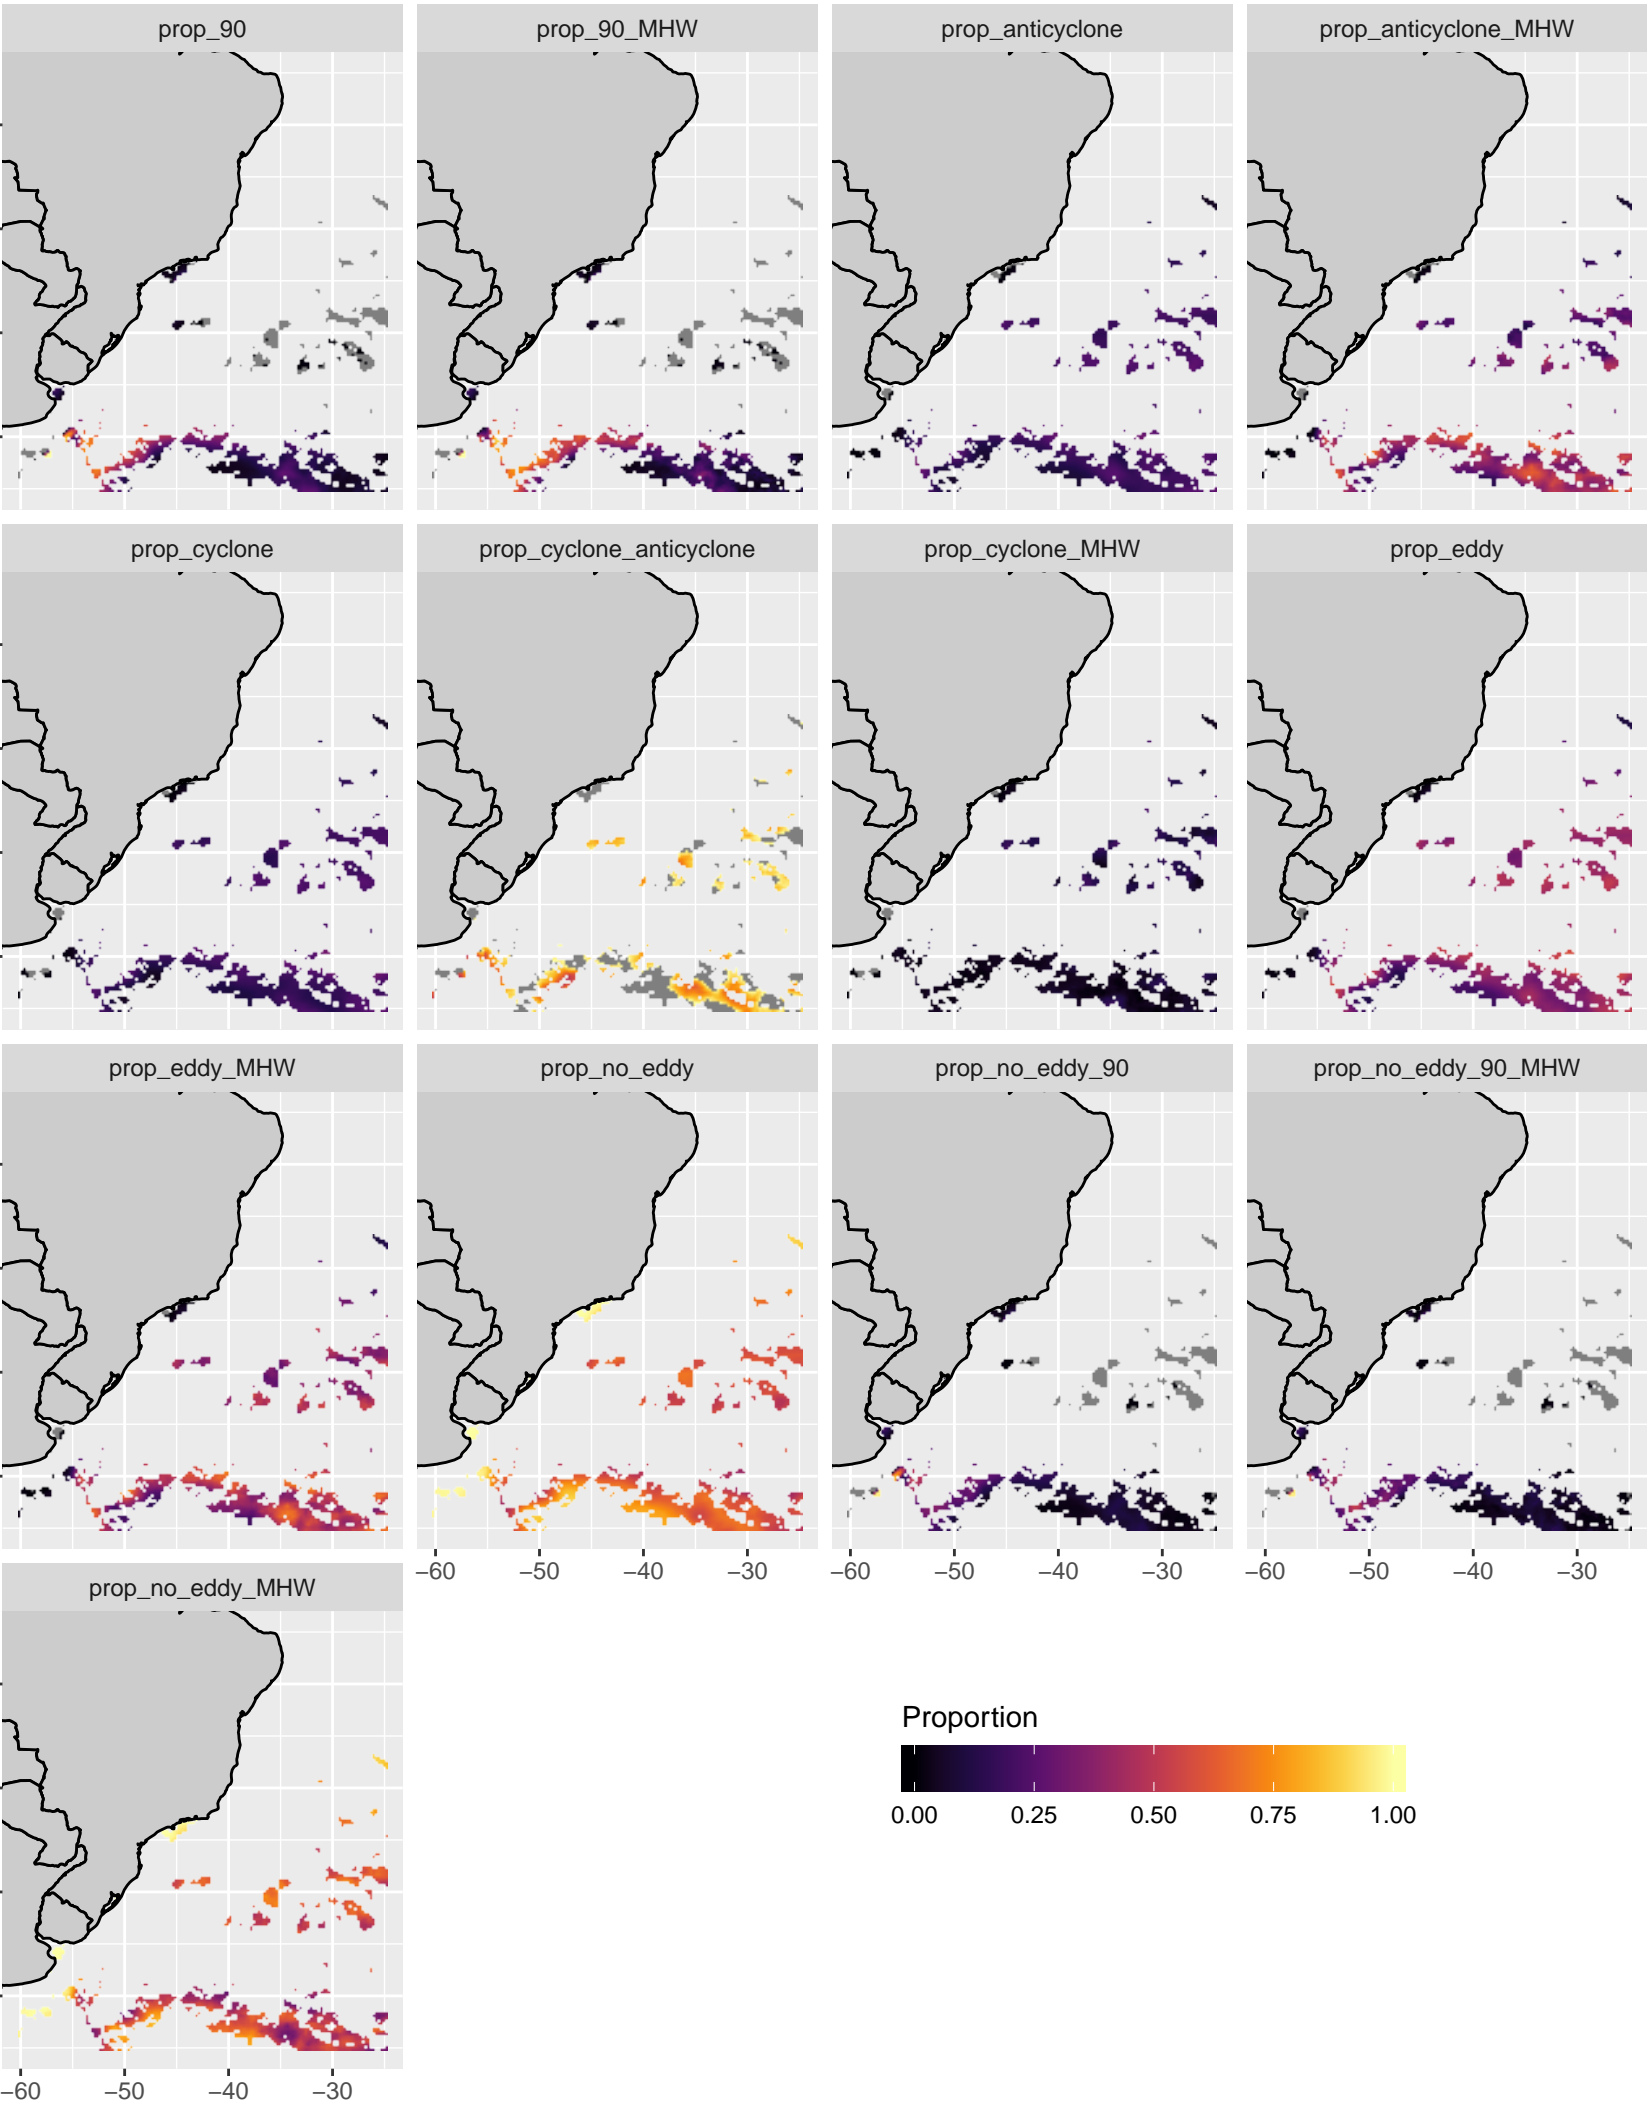 prop_90 prop_90_MHW prop_anticyclone prop_anticyclone_MHW
prop_cyclone prop_cyclone_anticyclone prop_cyclone_MHW prop_eddy
prop_eddy_MHW prop_no_eddy prop_no_eddy_90 prop_no_eddy_90_MHW
−60 −50 −40 −30 −60 −50 −40 −30 −60 −50 −40 −30
prop_no_eddy_MHW
Proportion
0.00 0.25 0.50 0.75 1.00
−60 −50 −40 −30